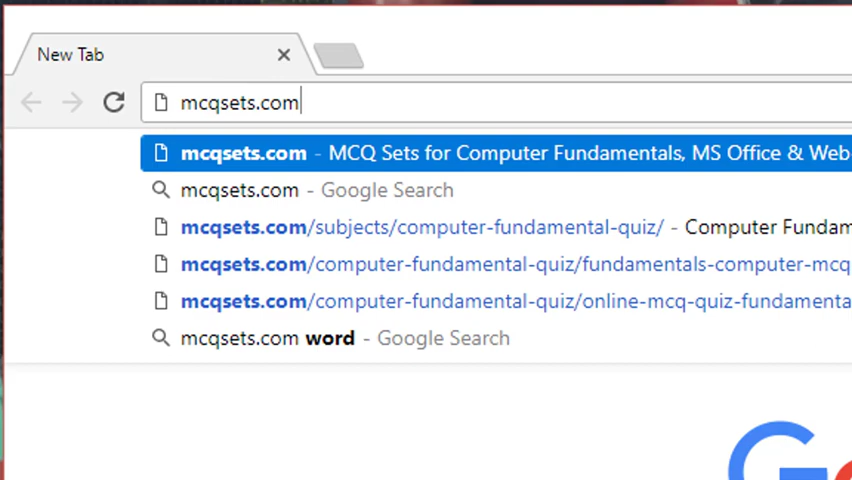 New Tab
mcqsets.com
mcqsets.com - MCQ Sets for Computer Fundamentals, MS Office & Web
mcqsets.com - Google Search
mcqsets.com/subjects/computer-fundamental-quiz/ - Computer Fundam
mcqsets.com/computer-fundamental-quiz/fundamentals-computer-mcq
mcqsets.com/computer-fundamental-quiz/online-mcq-quiz-fundamenta
mcqsets.com word - Google Search
Go